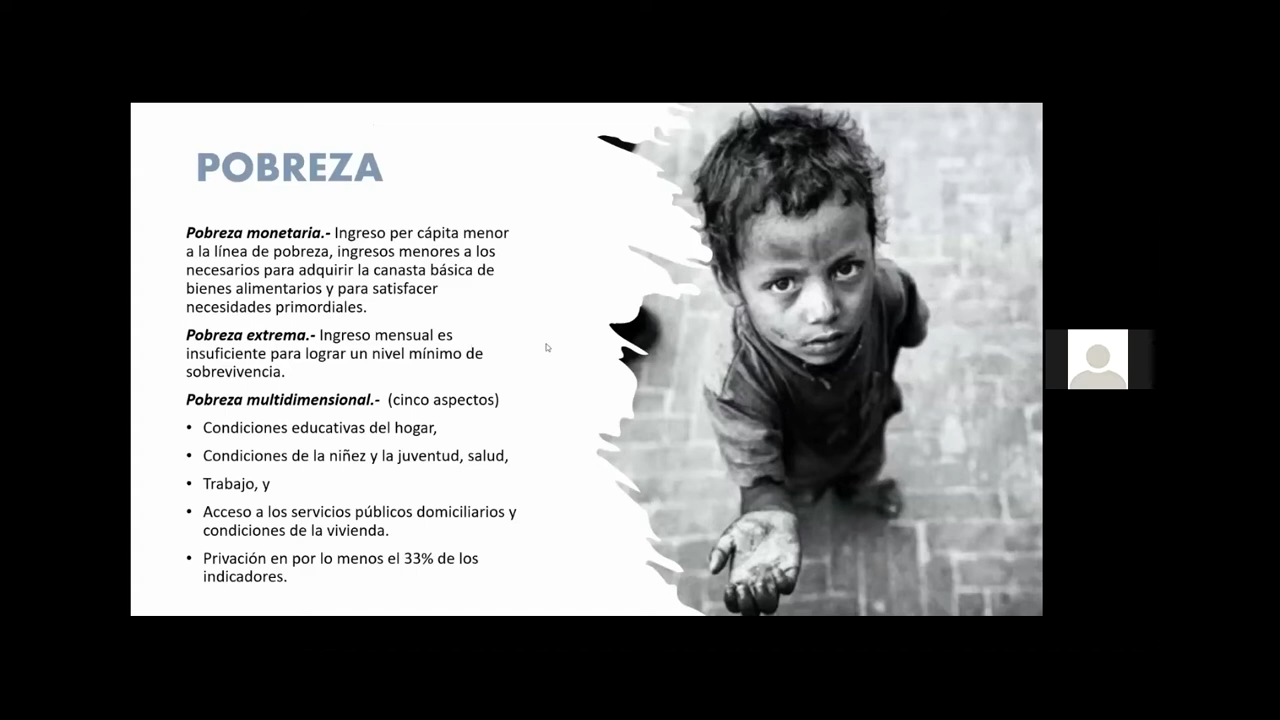 POBREZA
Pobreza monetaria.- Ingreso per cápita menor
a la línea de pobreza, ingresos menores a los
necesarios para adquirir la canasta básica de
bienes alimentarios y para satisfacer
necesidades primordiales.
Pobreza extrema.- Ingreso mensual es
insuficiente para lograr un nivel mínimo de
sobrevivencia.
Pobreza multidimensional.- (cinco aspectos)
• Condiciones educativas del hogar,
• Condiciones de la niñez y la juventud, salud,
• Trabajo, y
• Acceso a los servicios públicos domiciliarios y
condiciones de la vivienda.
• Privación en por lo menos el 33% de los
indicadores.